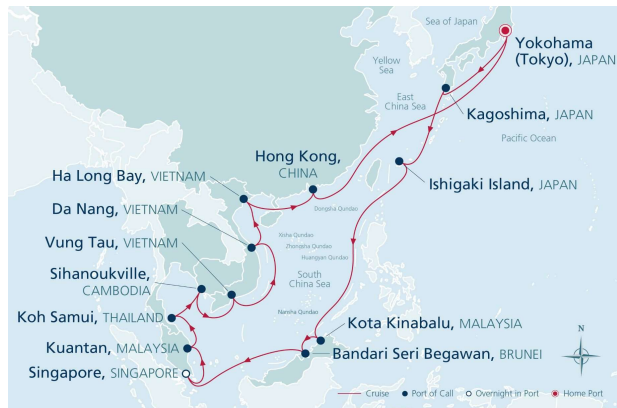 Sea of Japan
Yokohama
(Tokyo), JAPAN
Yellow
Sea
East
China Sea
Kagoshima, JAPAN
Pacific Ocean
Hong Kong,
CHINA
Ha Long Bay, VIETNAM
Ishigaki Island, JAPAN
Da Nang, VIETNAM
Dongsha Qundao
Vung Tau, VIETNAM
Xisha Qundao
Zhongsha Qundao
Huangyan Qundao
Sihanoukville,
CAMBODIA
South
China Sea
Koh Samui, THAILAND
Nansha Qundao
Kota Kinabalu, MALAYSIA
Kuantan, MALAYSIA
Bandari Seri Begawan, BRUNEI
Singapore, SINGAPORE
N
Cruise
Port of Call
Overnight in Port
Home Port